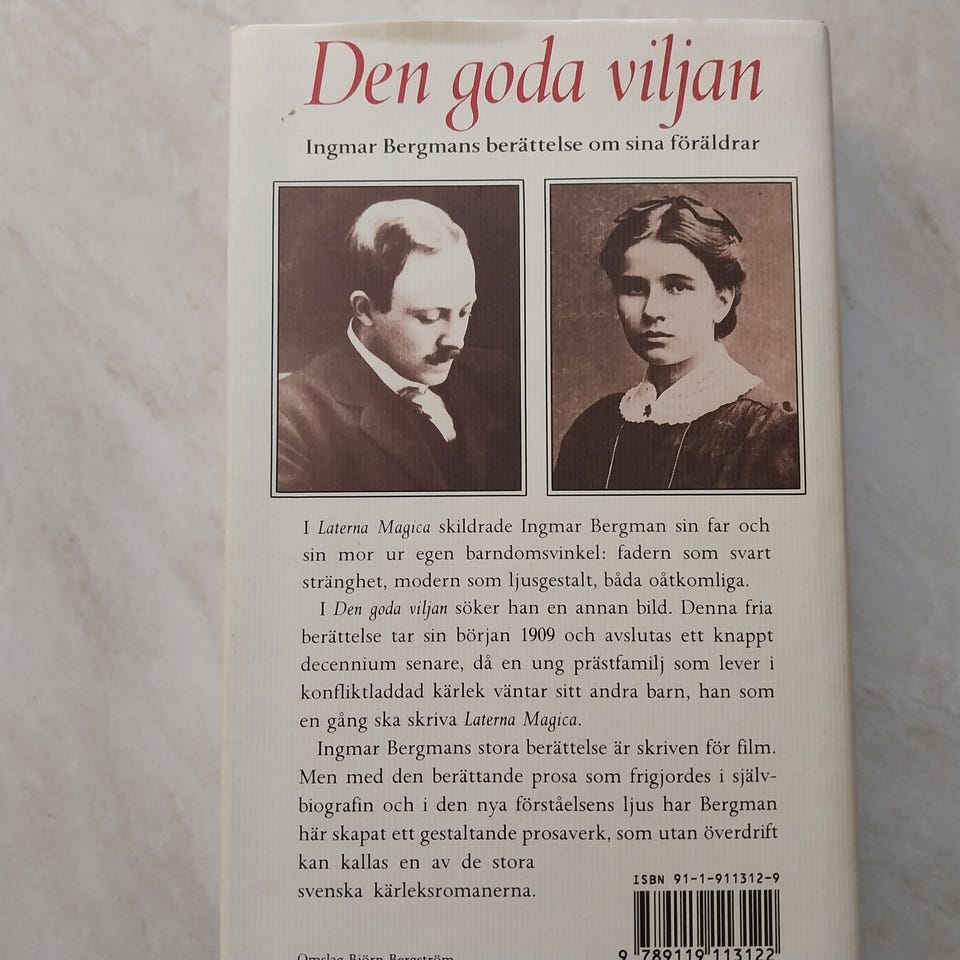 Den goda viljan
Ingmar Bergmans berättelse om sina föräldrar
I Laterna Magica skildrade Ingmar Bergman sin far och
sin mor ur egen barndomsvinkel: fadern som svart
stränghet, modern som ljusgestalt, båda oåtkomliga.
I Den goda viljan söker han en annan bild. Denna fria
berättelse tar sin början 1909 och avslutas ett knappt
decennium senare, då en ung prästfamilj som lever i
konfliktladdad kärlek väntar sitt andra barn, han som
en gång ska skriva Laterna Magica.
Ingmar Bergmans stora berättelse är skriven för film.
Men med den berättande prosa som frigjordes i själv-
biografin och i den nya förståelsens ljus har Bergman
här skapat ett gestaltande prosaverk, som utan överdrift
kan kallas en av de stora
svenska kärleksromanerna.
ISBN 91-1-911312-9
9 789119 113122
Omslag Björn Bergström